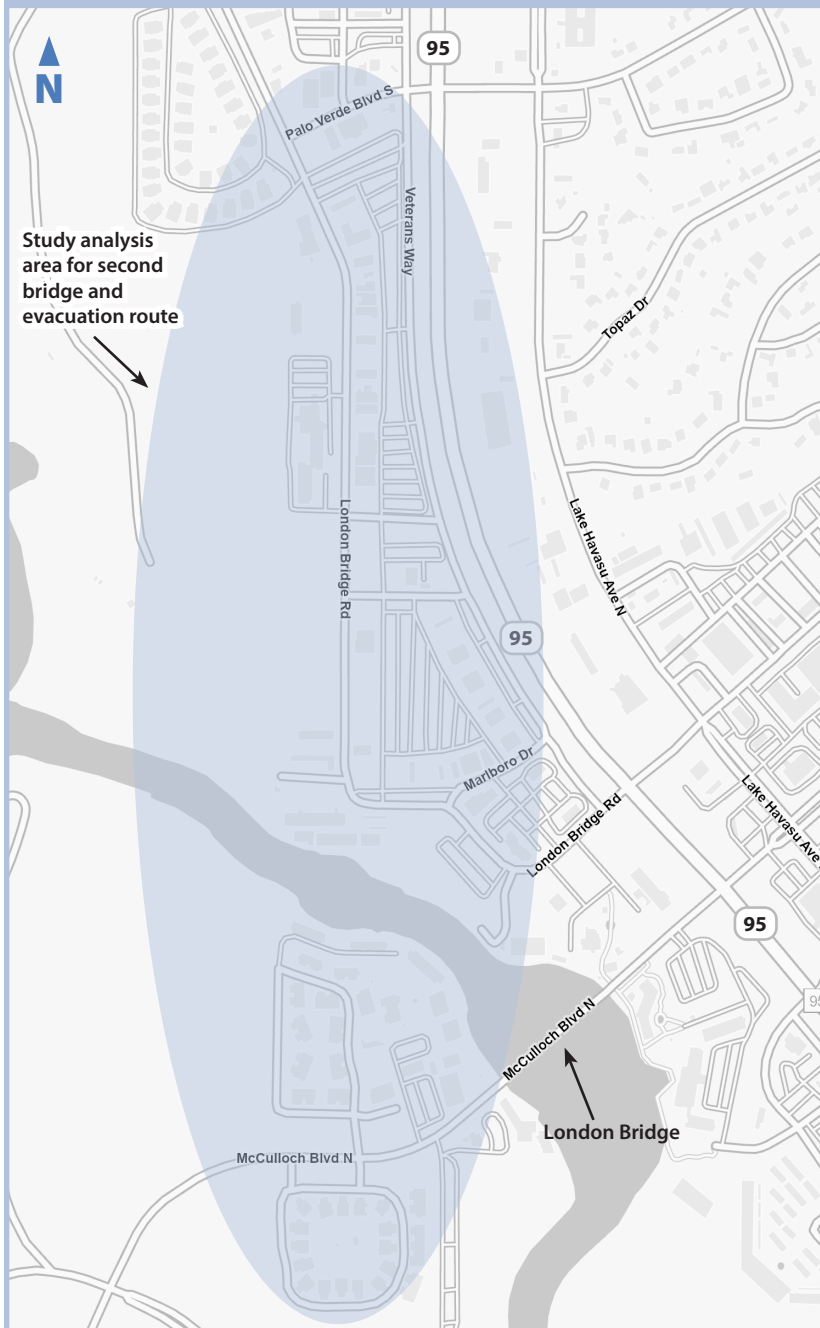 95
N
Palo Verde Blvd S
Veterans Way
Study analysis
area for second
bridge and
evacuation route
Topaz Dr
London Bridge Rd
Lake Havasu Ave N
95
Marlboro Dr
London Bridge Rd
Lake Havasu Ave
95
95
McCulloch Blvd N
London Bridge
McCulloch Blvd N